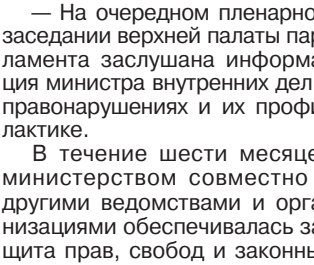 — На очередном пленарно
заседании верхней палаты пар
ламента заслушана информа
ция министра внутренних дел
правонарушениях и их профи
лактике.
В течение шести месяце
министерством совместно
другими ведомствами и орга
низациями обеспечивалась за
щита прав, свобод и законны